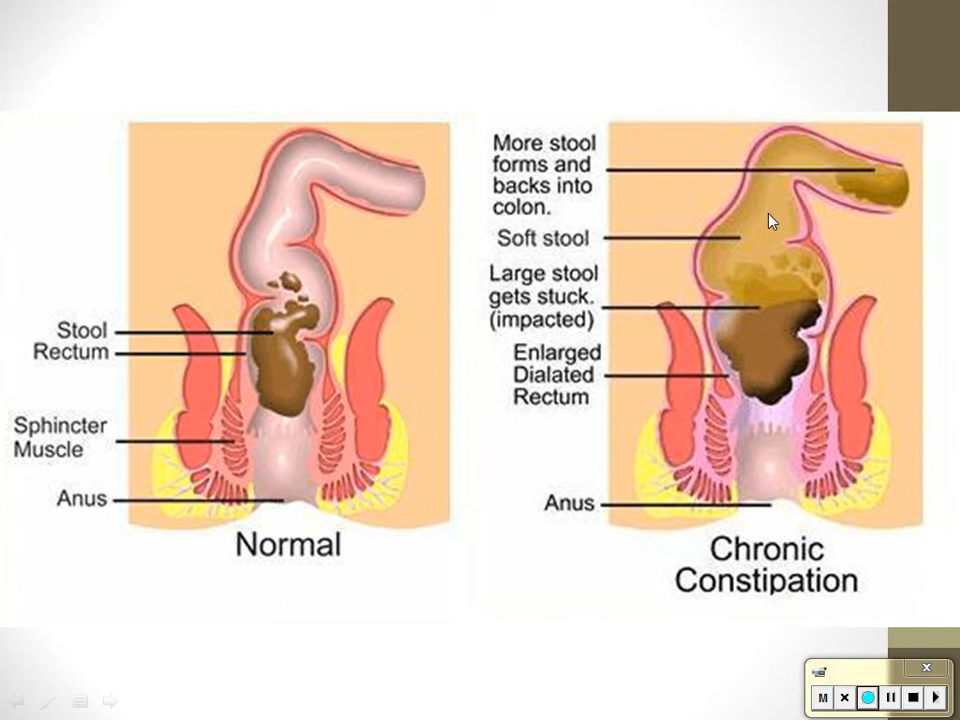 Stool
Rectum
Sphincter
Muscle
Anus
Normal
More stool
forms and
backs into
colon.
Soft stool
Large stool
gets stuck.
(impacted)
Enlarged
Dialated
Rectum
Anus
Chronic
Constipation
M